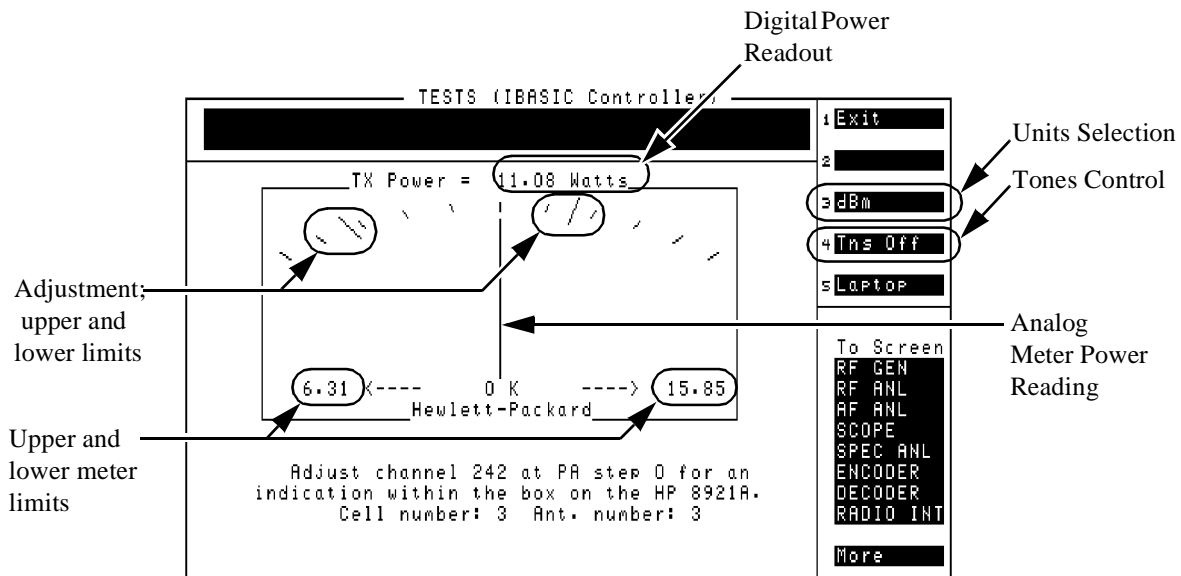 Digital Power
Readout
TESTS (IBASIC Controller)
1 Exit
2
3 dBm
4 Tns Off
5 Laptop
Units Selection
Tones Control
TX Power = 11.08 Watts
Adjustment;
upper and
lower limits
Analog
Meter Power
Reading
6.31 <---- OK ----> 15.85
Hewlett-Packard
Upper and
lower meter
limits
Adjust channel 242 at PA step 0 for an
indication within the box on the HP 8921A.
Cell number: 3 Ant. number: 3
To Screen
RF GEN
RF ANL
AF ANL
SCOPE
SPEC ANL
ENCODER
DECODER
RADIO INT
More